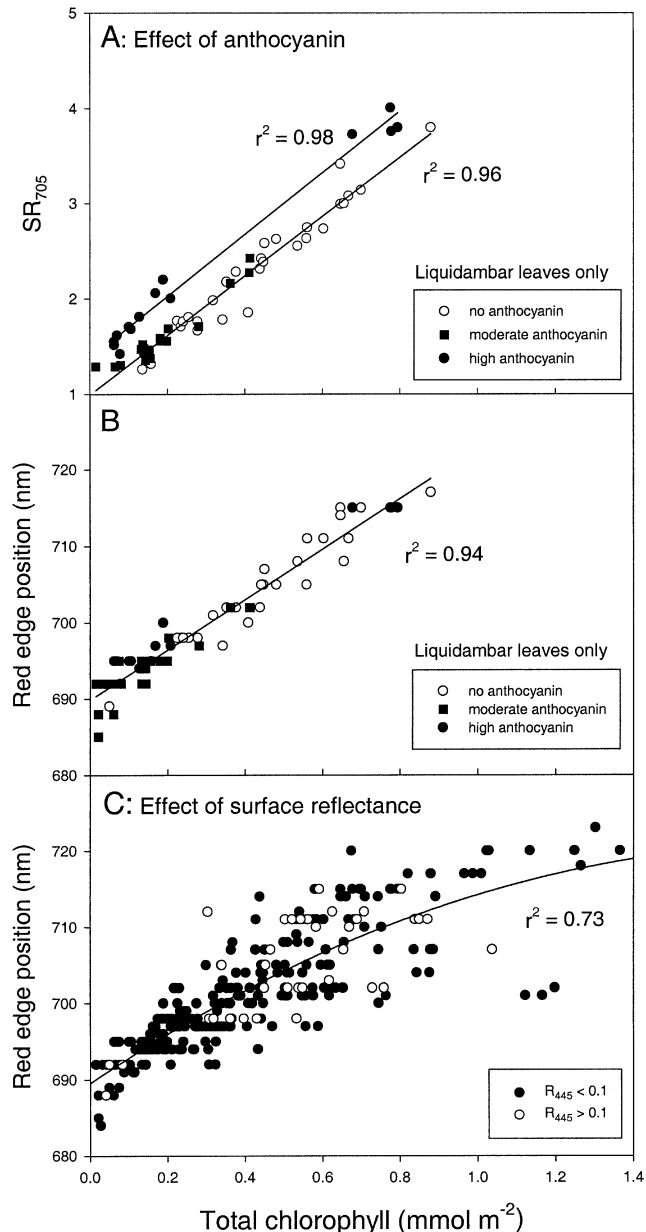 A: Effect of anthocyanin
5
4
3
2
1
SR705
r² = 0.98
r² = 0.96
Liquidambar leaves only
no anthocyanin
moderate anthocyanin
high anthocyanin
B
720
710
700
690
680
Red edge position (nm)
r² = 0.94
Liquidambar leaves only
no anthocyanin
moderate anthocyanin
high anthocyanin
C: Effect of surface reflectance
720
710
700
690
680
Red edge position (nm)
r² = 0.73
R445 < 0.1
R445 > 0.1
0.0 0.2 0.4 0.6 0.8 1.0 1.2 1.4
Total chlorophyll (mmol m⁻²)